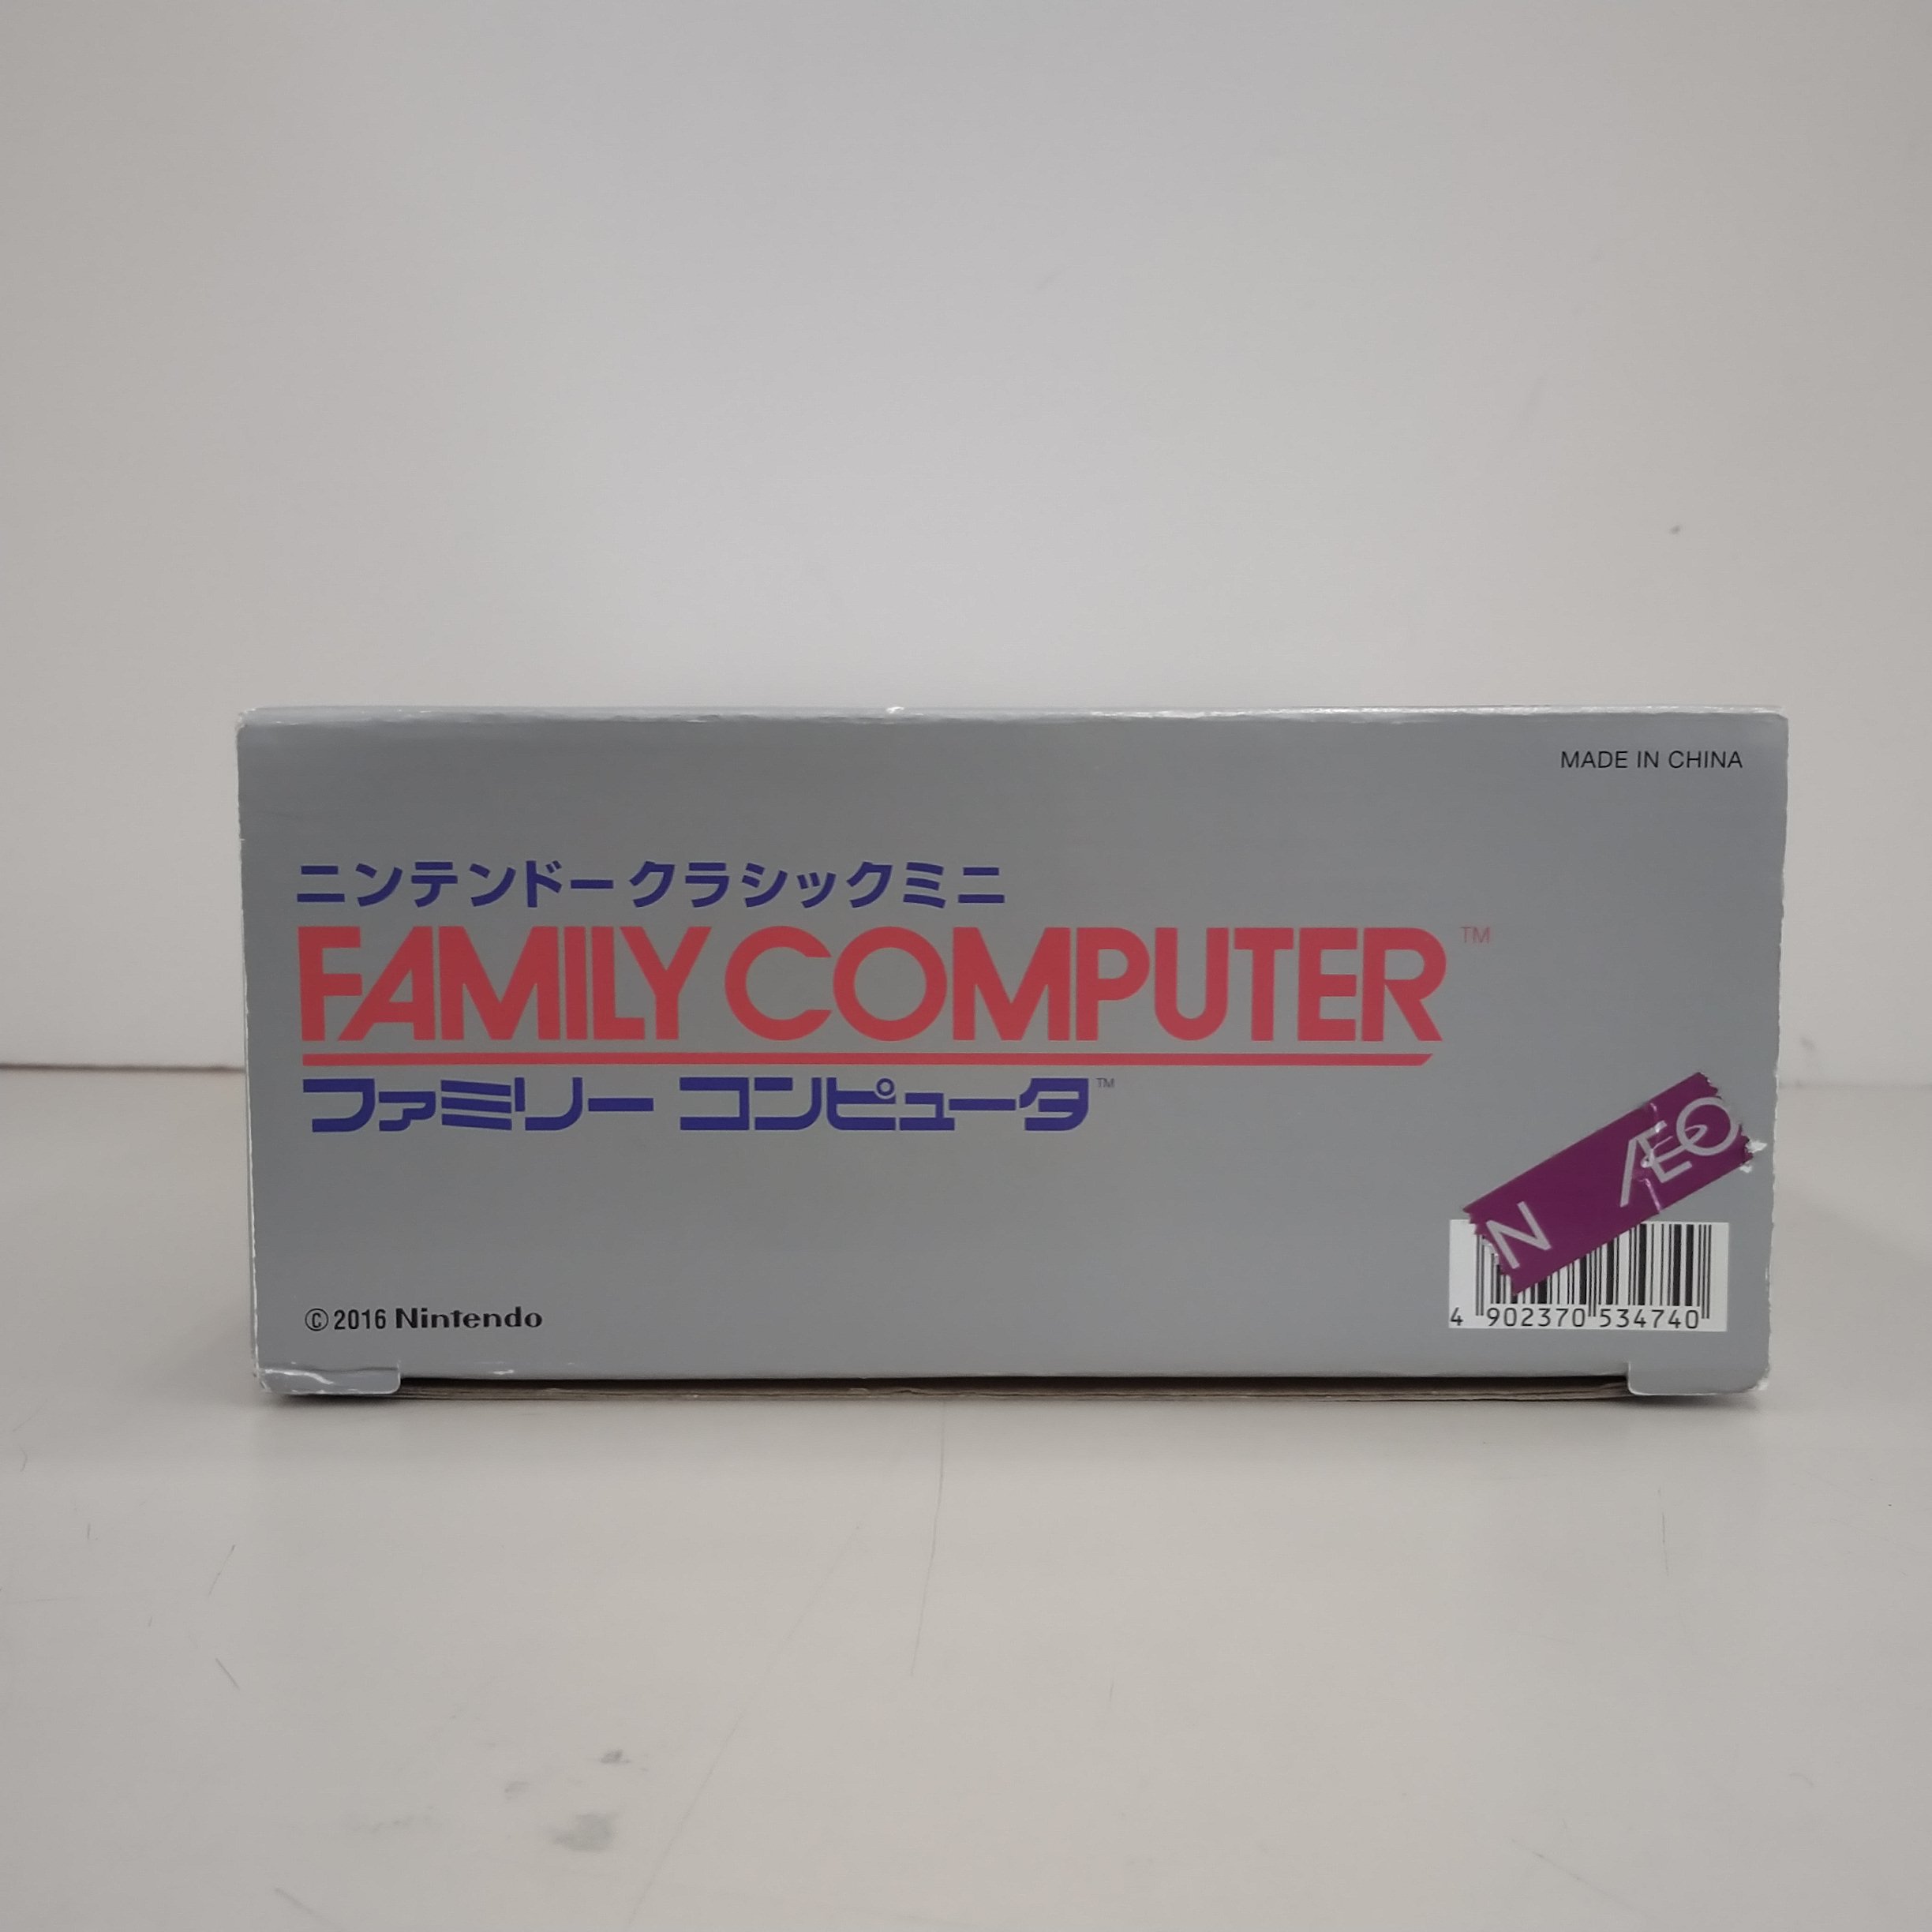 MADE IN CHINA
ニンテンドークラシックミニ
FAMILY COMPUTER™
ファミリー コンピュータ™
N ÆO
©2016 Nintendo
4 902370 534740